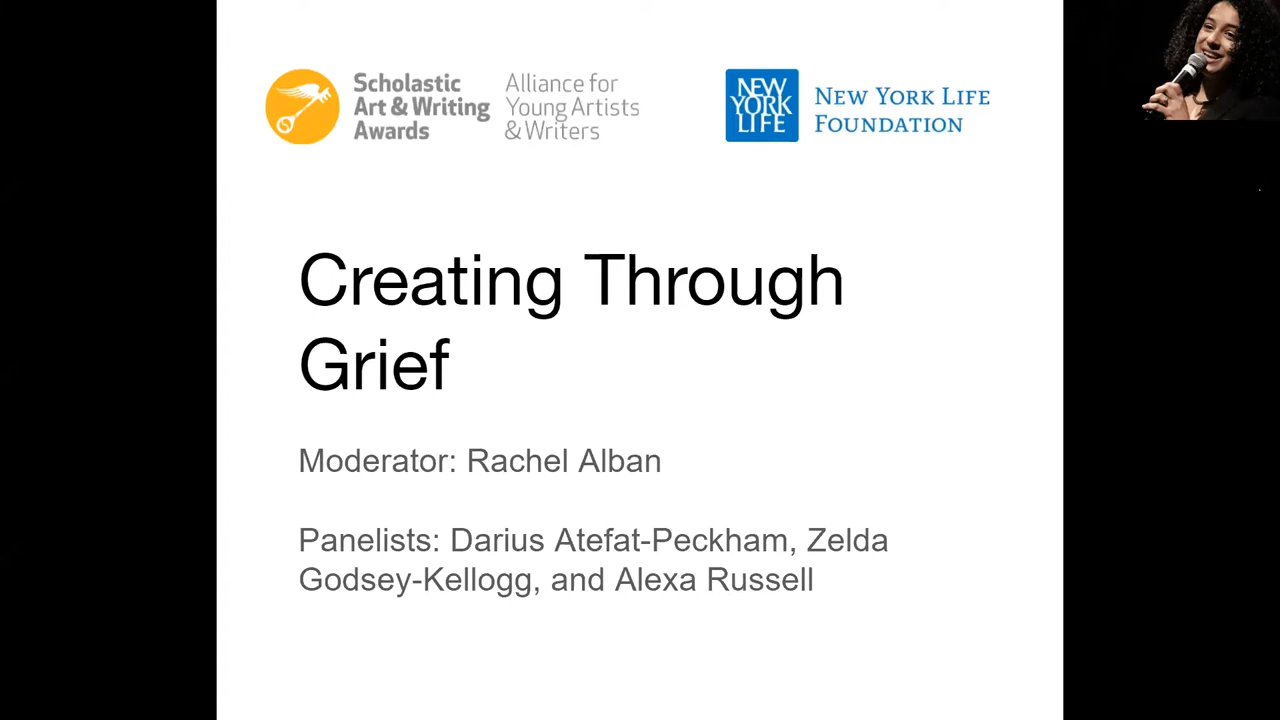 Scholastic
Art & Writing
Awards
Alliance for
Young Artists
& Writers
NEW
YORK
LIFE
NEW YORK LIFE
FOUNDATION
Creating Through
Grief
Moderator: Rachel Alban
Panelists: Darius Atefat-Peckham, Zelda
Godsey-Kellogg, and Alexa Russell